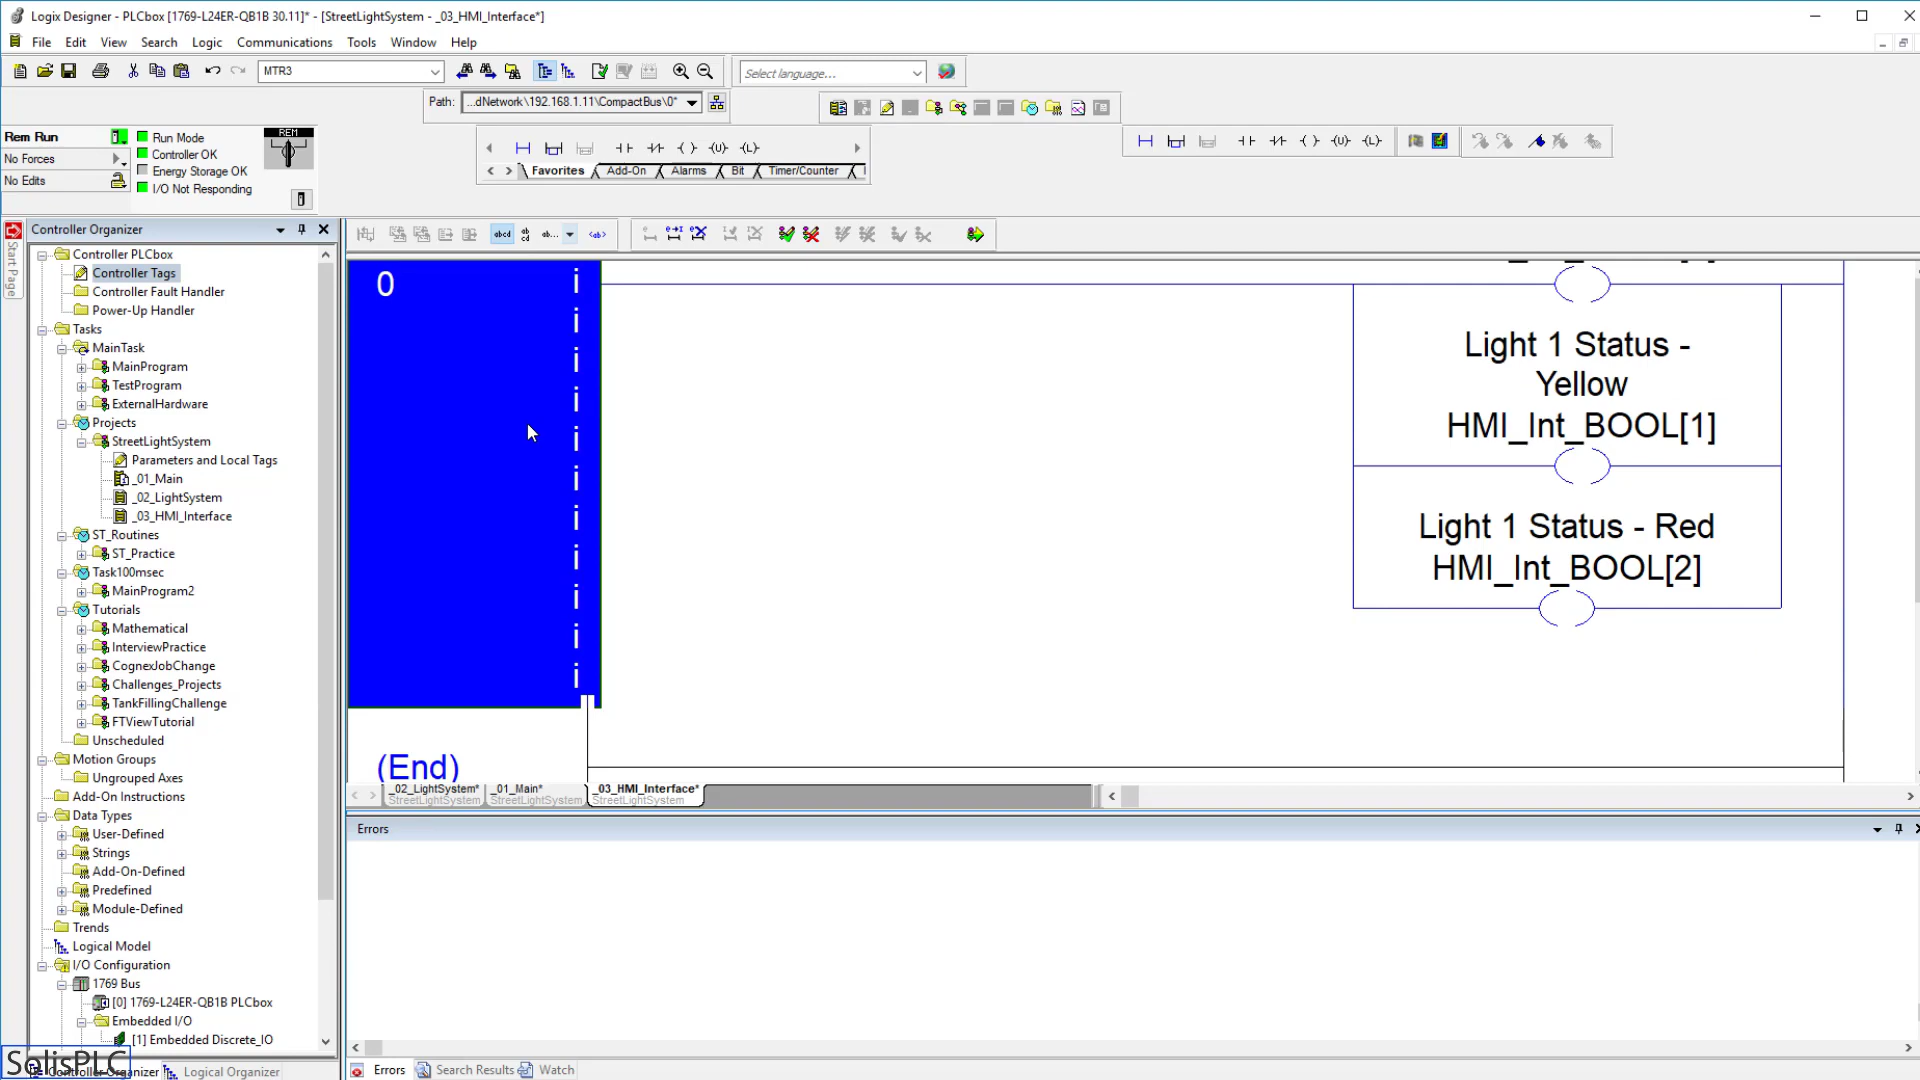 Logix Designer - PLCbox [1769-L24ER-QB1B 30.11]* - [StreetLightSystem - _03_HMI_Interface*]
File Edit View Search Logic Communications Tools Window Help
MTR3
Select language...
Path: ...dNetwork\192.168.1.11\CompactBus\0*
Rem Run
No Forces
No Edits
Run Mode
Controller OK
Energy Storage OK
I/O Not Responding
REM
Favorites Add-On Alarms Bit Timer/Counter
Start Page
Controller Organizer
Controller PLCbox
Controller Tags
Controller Fault Handler
Power-Up Handler
Tasks
MainTask
MainProgram
TestProgram
ExternalHardware
Projects
StreetLightSystem
Parameters and Local Tags
_01_Main
_02_LightSystem
_03_HMI_Interface
ST_Routines
ST_Practice
Task100msec
MainProgram2
Tutorials
Mathematical
InterviewPractice
CognexJobChange
Challenges_Projects
TankFillingChallenge
FTViewTutorial
Unscheduled
Motion Groups
Ungrouped Axes
Add-On Instructions
Data Types
User-Defined
Strings
Add-On-Defined
Predefined
Module-Defined
Trends
Logical Model
I/O Configuration
1769 Bus
[0] 1769-L24ER-QB1B PLCbox
Embedded I/O
[1] Embedded Discrete_IO
SolisPLC
Controller Organizer Logical Organizer
0
i
i
i
i
i
i
i
i
i
i
i
Light 1 Status -
Yellow
HMI_Int_BOOL[1]
Light 1 Status - Red
HMI_Int_BOOL[2]
(End)
_02_LightSystem* _01_Main* _03_HMI_Interface*
StreetLightSystem StreetLightSystem StreetLightSystem
Errors
Errors Search Results Watch